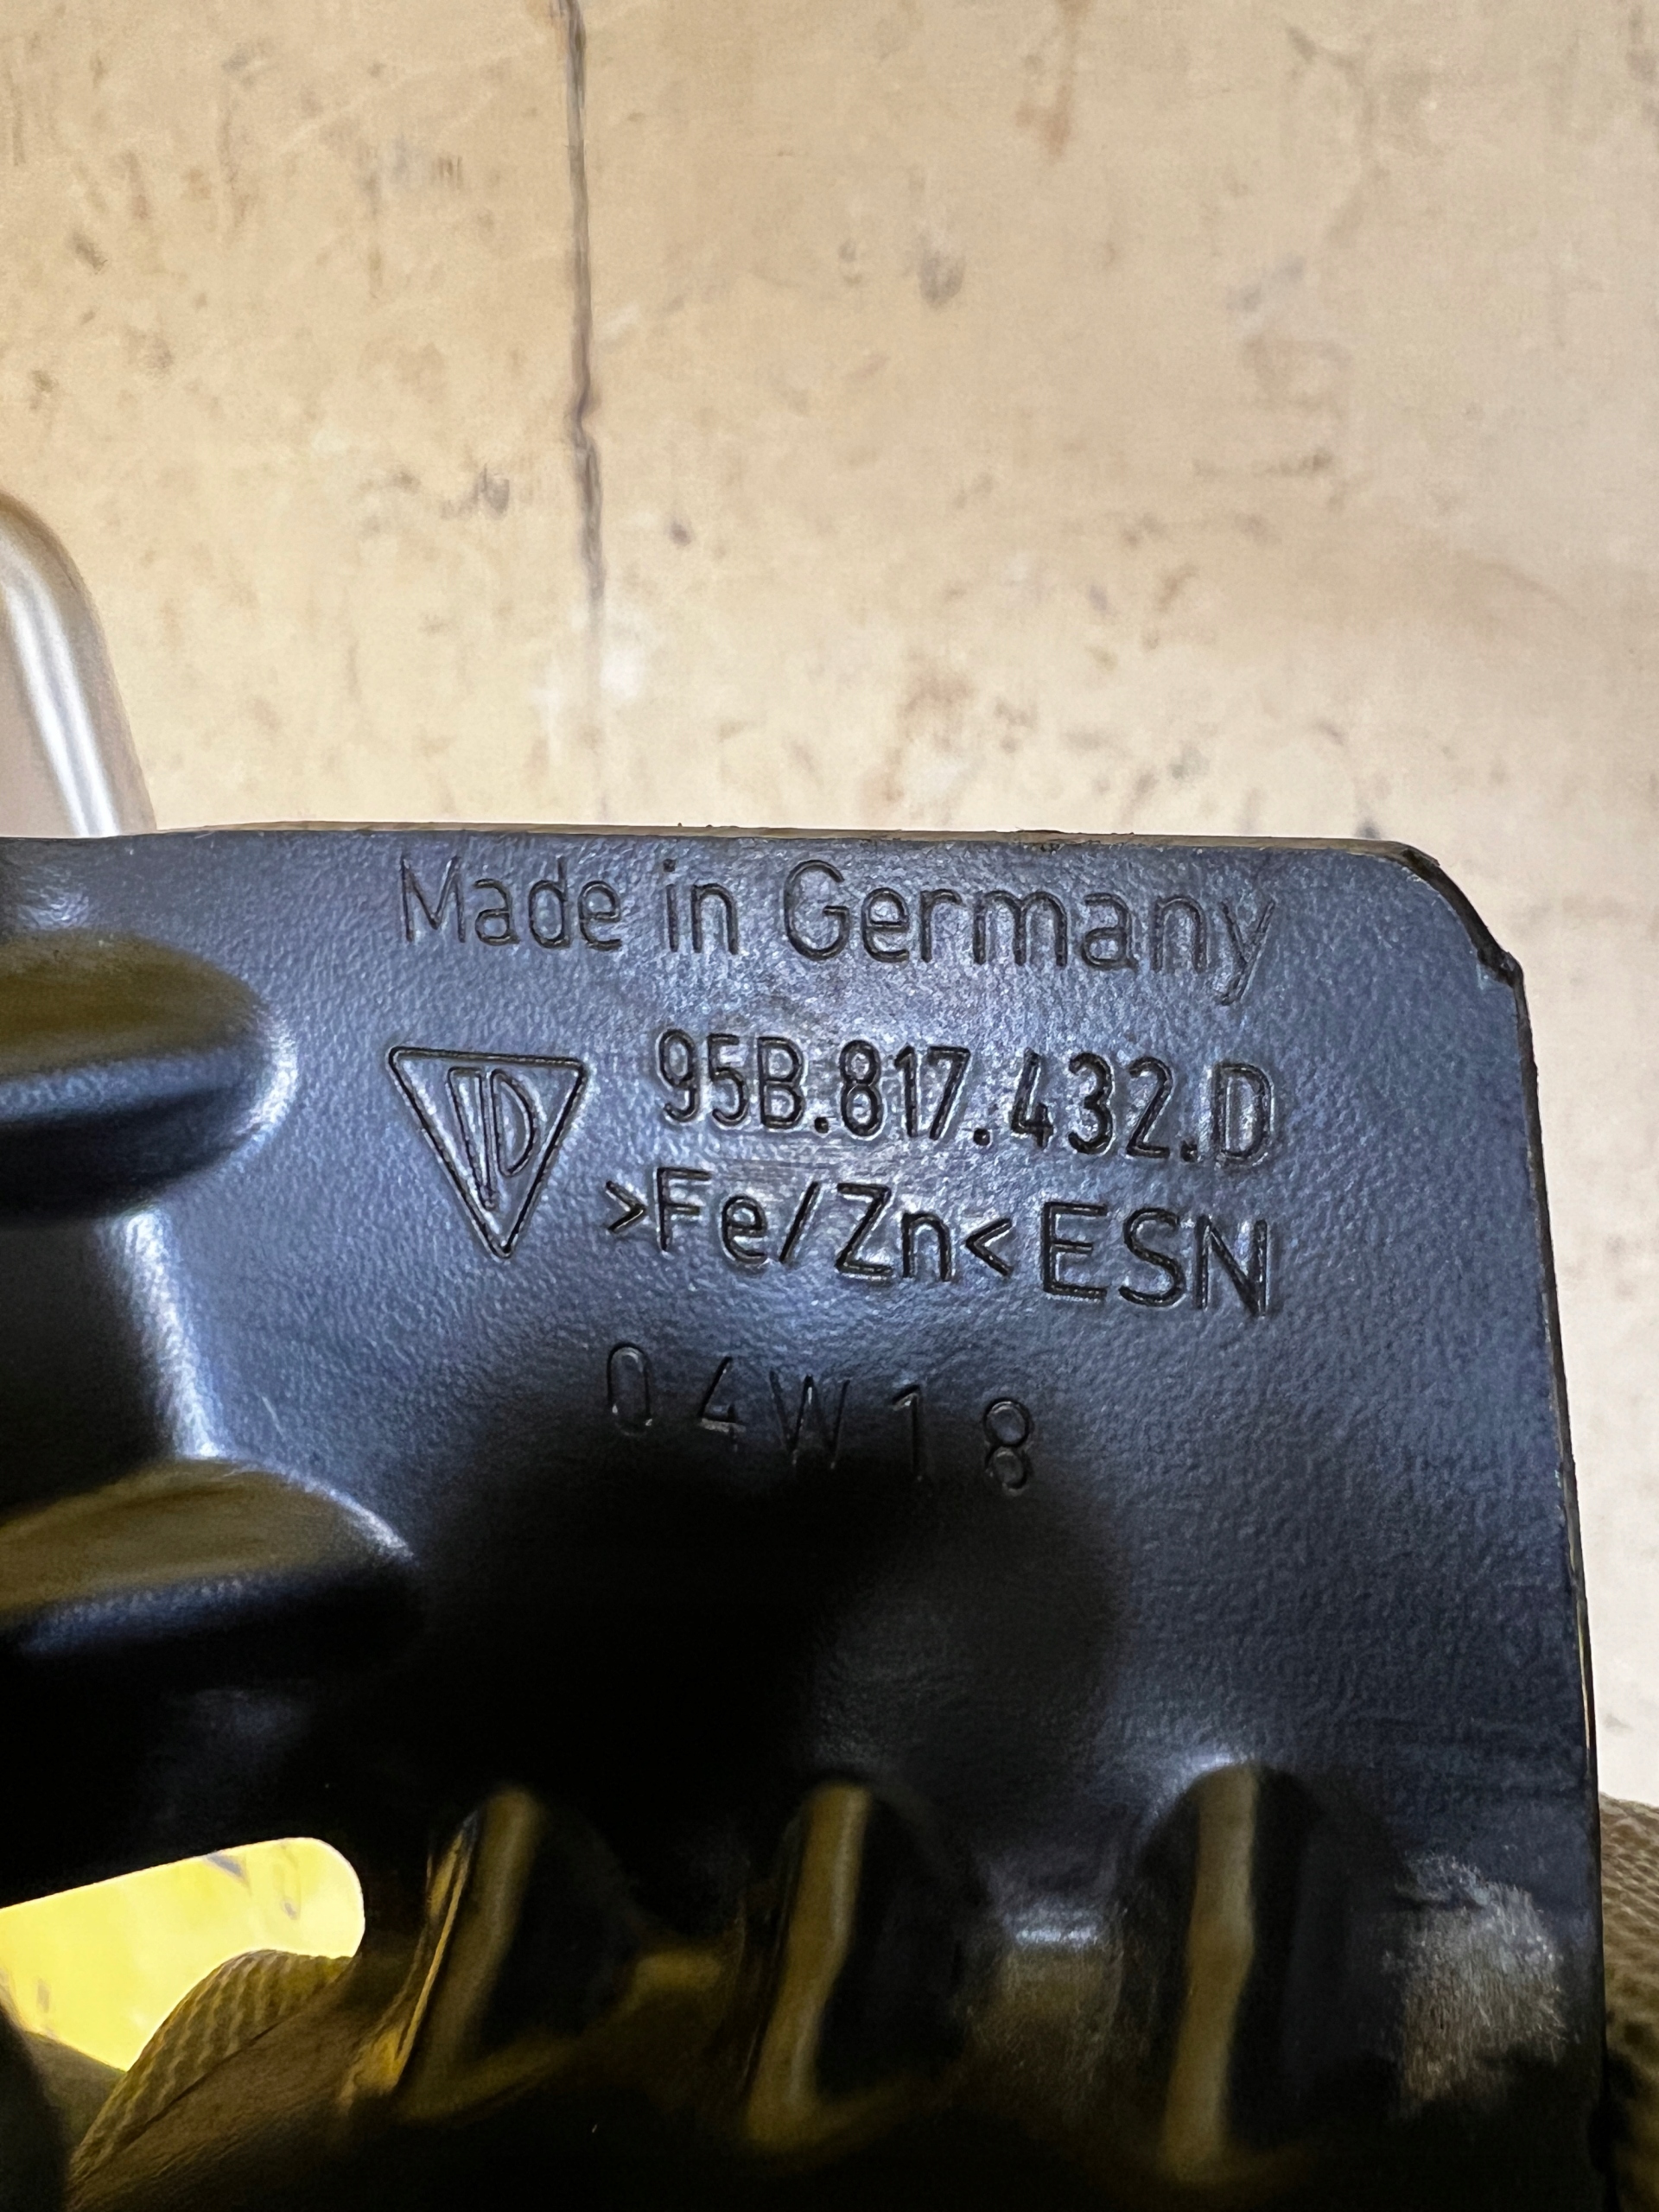 Made in Germany
95B.817.432.D
>Fe/Zn<ESN
04W18